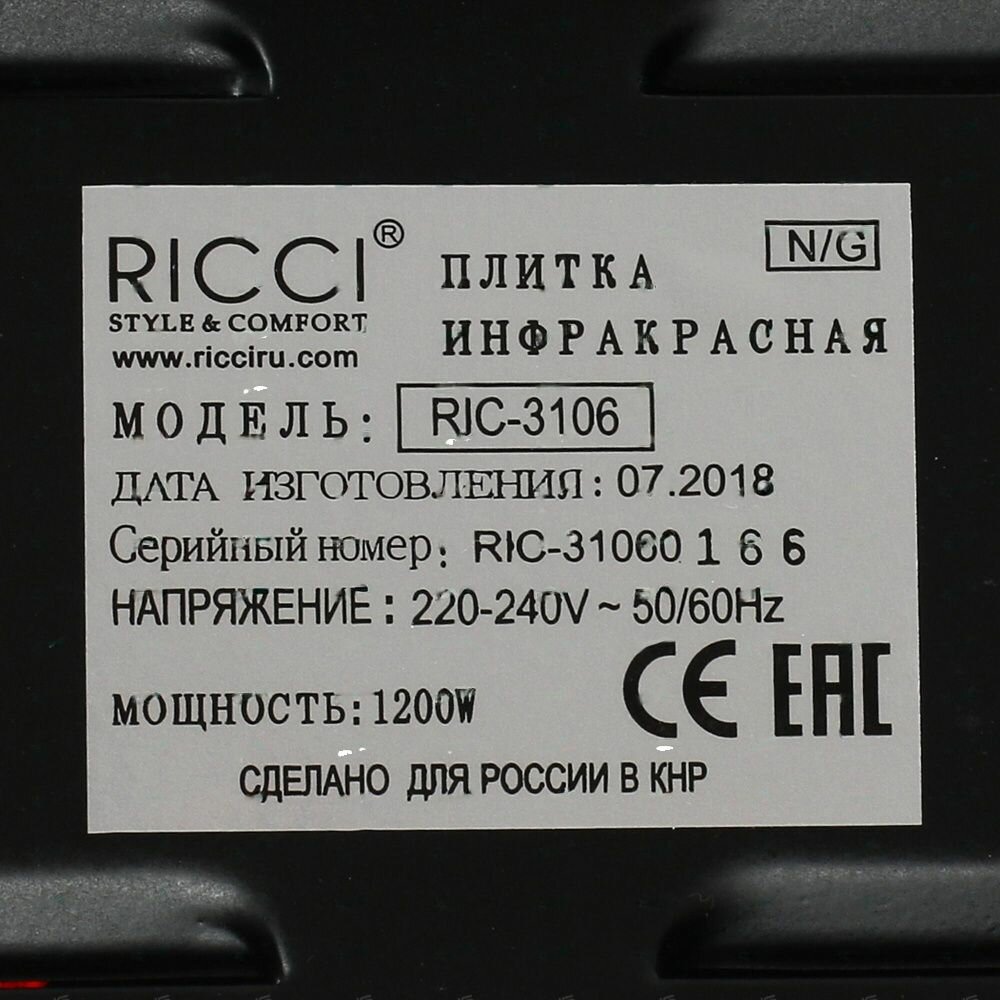 RICCI®
STYLE & COMFORT
www.ricciru.com
ПЛИТКА
ИНФРАКРАСНАЯ
N/G
МОДЕЛЬ: RIC-3106
ДАТА ИЗГОТОВЛЕНИЯ: 07.2018
Серийный номер: RIC-31060 1 6 6
НАПРЯЖЕНИЕ: 220-240V ~ 50/60Hz
МОЩНОСТЬ: 1200W
CE EAC
СДЕЛАНО ДЛЯ РОССИИ В КНР